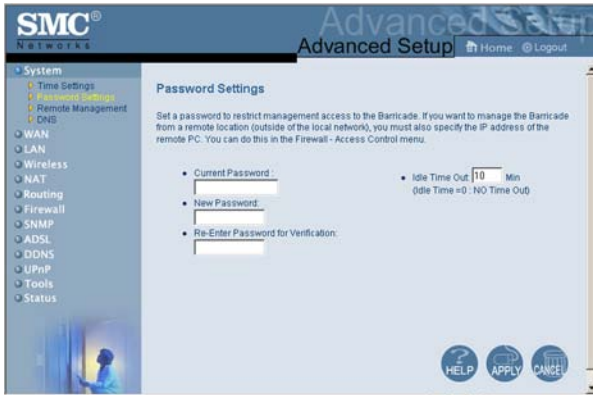 SMC®
Networks
Advanced Setup
Advanced Setup
Home
Logout
System
Time Settings
Password Settings
Remote Management
DNS
WAN
LAN
Wireless
NAT
Routing
Firewall
SNMP
ADSL
DDNS
UPnP
Tools
Status
Password Settings
Set a password to restrict management access to the Barricade. If you want to manage the Barricade
from a remote location (outside of the local network), you must also specify the IP address of the
remote PC. You can do this in the Firewall - Access Control menu.
Current Password :
New Password:
Re-Enter Password for Verification:
Idle Time Out: 10 Min
(Idle Time =0 : NO Time Out)
HELP
APPLY
CANCEL